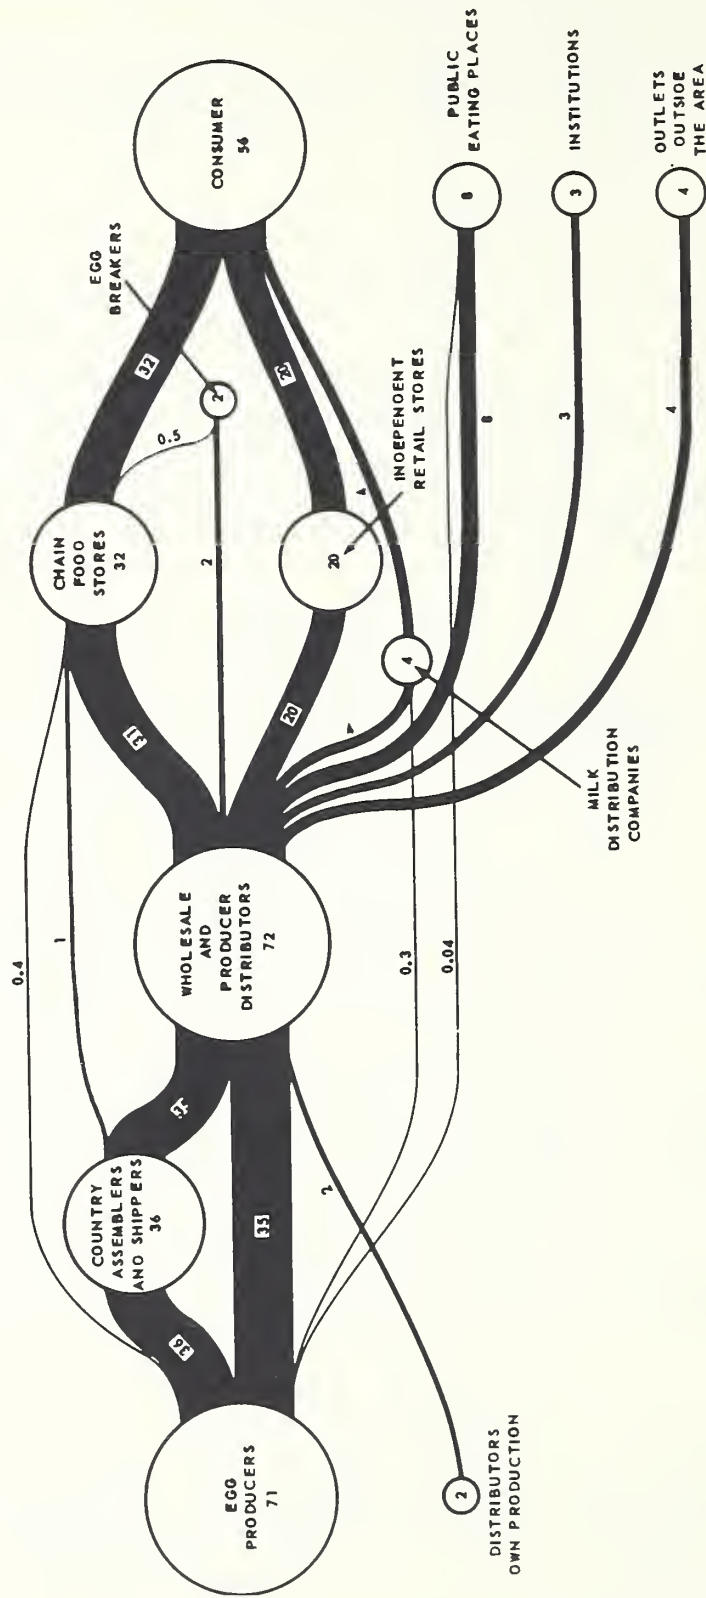 EGG
PRODUCERS
71
2
DISTRIBUTORS
OWN PRODUCTION
36
35
2
COUNTRY
ASSEMBLERS
AND SHIPPERS
36
0.4
1
0.3
0.04
WHOLESALE
AND
PRODUCER
DISTRIBUTORS
72
31
2
20
4
MILK
DISTRIBUTION
COMPANIES
4
CHAIN
FOOD
STORES
32
20
INDEPENDENT
RETAIL STORES
0.5
2
EGG
BREAKERS
32
20
4
8
3
4
CONSUMER
56
8
PUBLIC
EATING PLACES
3
INSTITUTIONS
4
OUTLETS
OUTSIDE
THE AREA